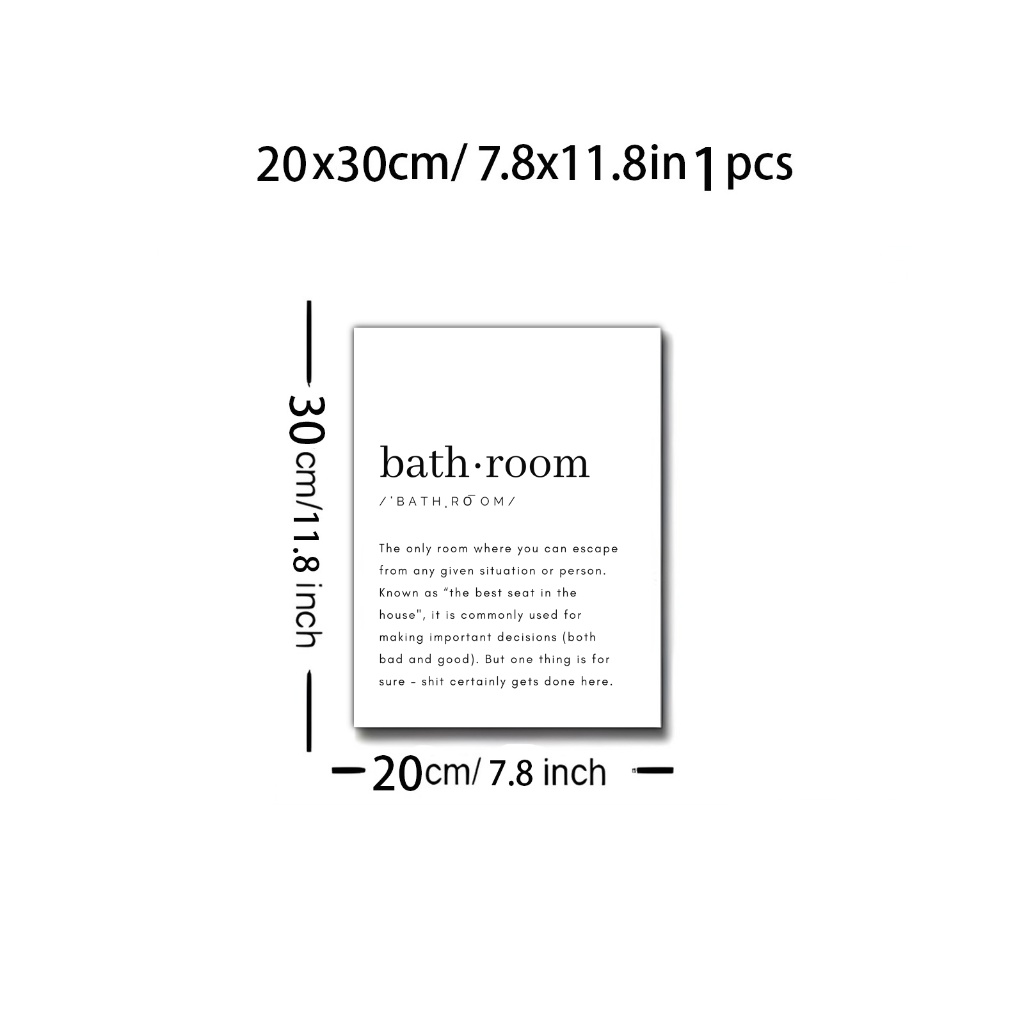 20x30cm/ 7.8x11.8in 1 pcs
30cm/11.8 inch
bath·room
/'BATH,RO̅OM/
The only room where you can escape
from any given situation or person.
Known as “the best seat in the
house", it is commonly used for
making important decisions (both
bad and good). But one thing is for
sure - shit certainly gets done here.
20cm/ 7.8 inch